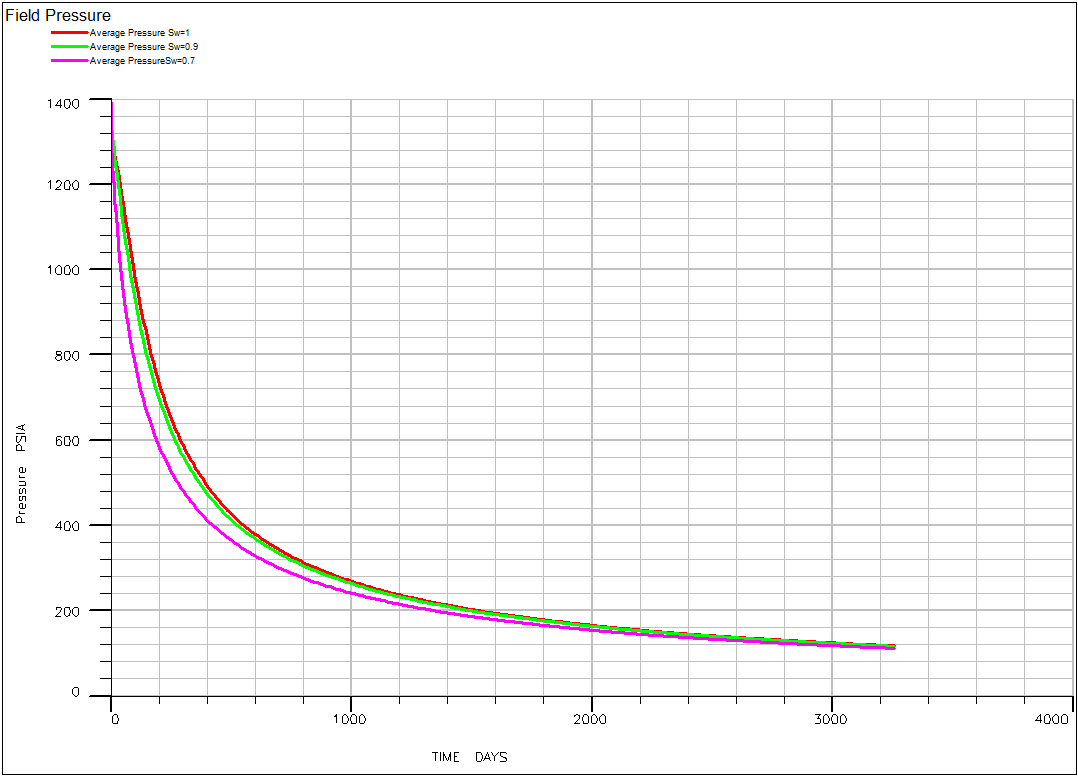 Field Pressure
Average Pressure Sw=1
Average Pressure Sw=0.9
Average PressureSw=0.7
1400
1200
1000
800
600
400
200
0
Pressure PSIA
0 1000 2000 3000 4000
TIME DAYS